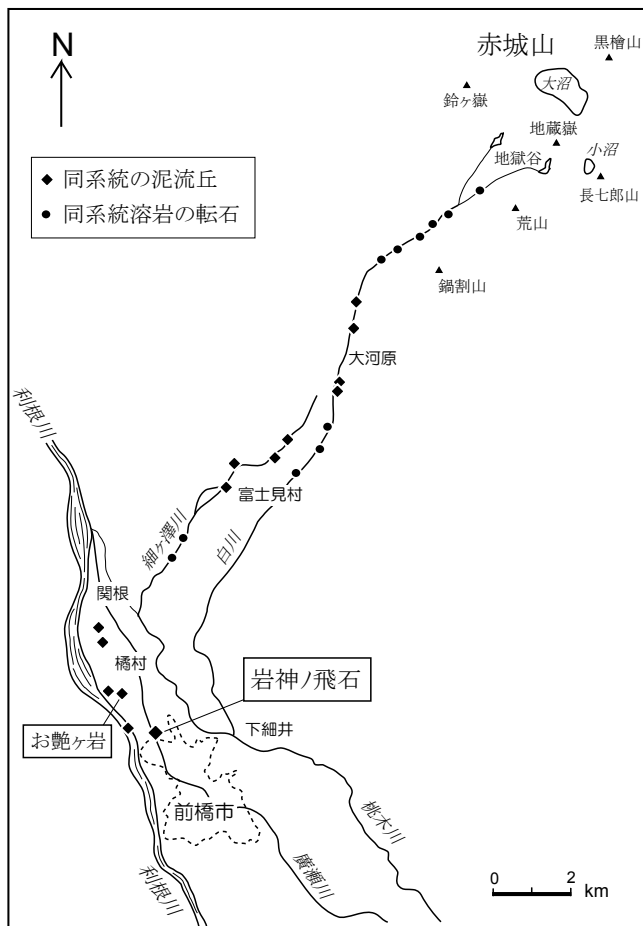 N
赤城山
黒檜山
大沼
鈴ヶ嶽
地蔵嶽
小沼
地獄谷
長七郎山
荒山
鍋割山
◆ 同系統の泥流丘
● 同系統溶岩の転石
大河原
利根川
富士見村
細ヶ澤川
白川
関根
橘村
岩神ノ飛石
お艶ヶ岩
下細井
前橋市
桃木川
廣瀬川
利根川
0 2
km